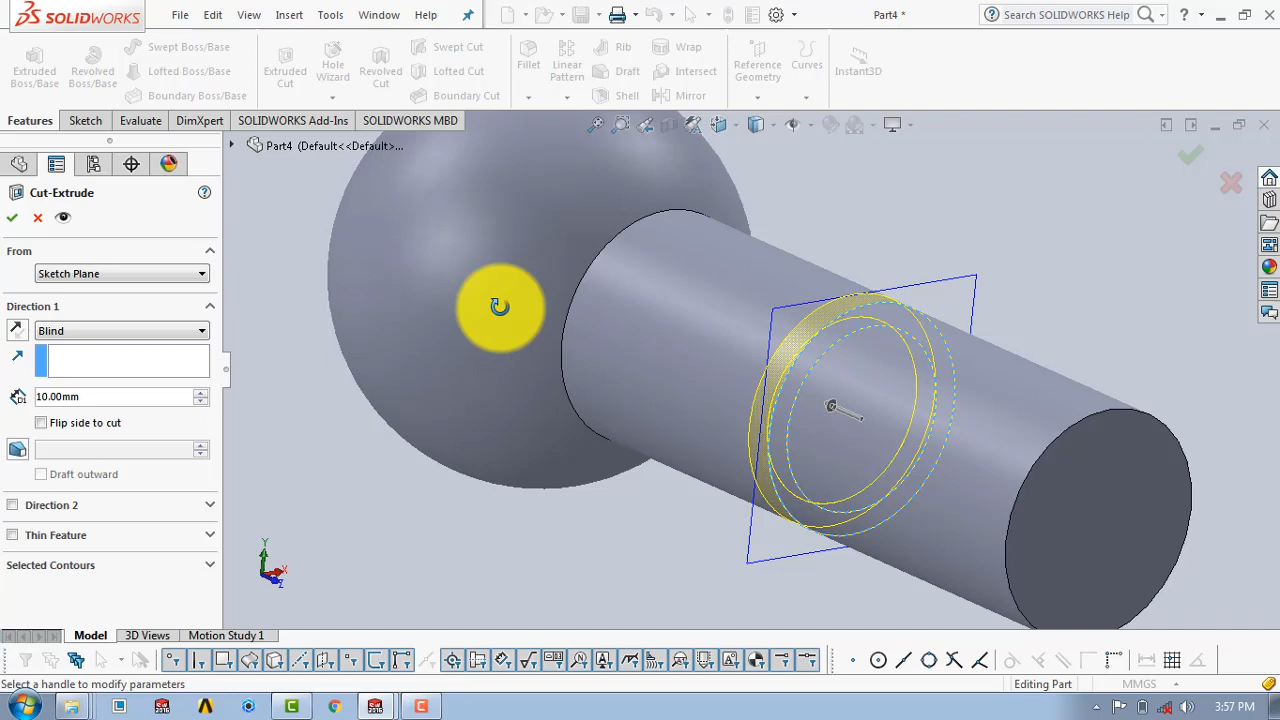 SOLIDWORKS
File Edit View Insert Tools Window Help
Part4 *
Search SOLIDWORKS Help
?
Extruded Boss/Base
Revolved Boss/Base
Swept Boss/Base
Lofted Boss/Base
Boundary Boss/Base
Extruded Cut
Hole Wizard
Revolved Cut
Swept Cut
Lofted Cut
Boundary Cut
Fillet
Linear Pattern
Rib
Draft
Shell
Wrap
Intersect
Mirror
Reference Geometry
Curves
Instant3D
Features Sketch Evaluate DimXpert SOLIDWORKS Add-Ins SOLIDWORKS MBD
Part4 (Default<<Default>...
Cut-Extrude
?
From
Sketch Plane
Direction 1
Blind
10.00mm
Flip side to cut
Draft outward
Direction 2
Thin Feature
Selected Contours
Y
X
Z
Model 3D Views Motion Study 1
Select a handle to modify parameters
Editing Part
MMGS
3:57 PM